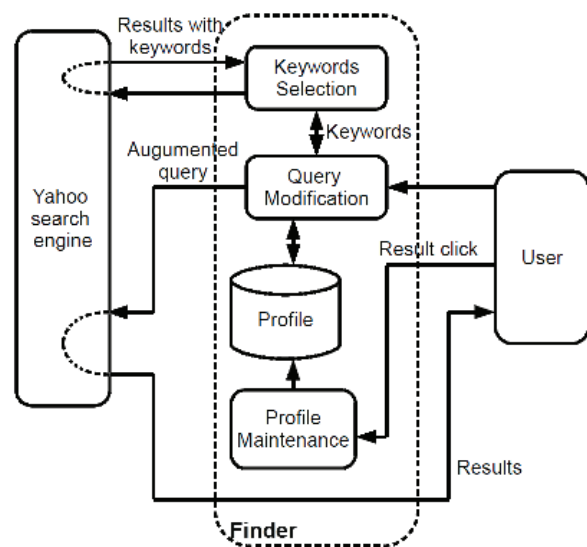 Results with
keywords
Keywords
Selection
Keywords
Augumented
query
Query
Modification
Yahoo
search
engine
Result click
User
Profile
Profile
Maintenance
Results
Finder